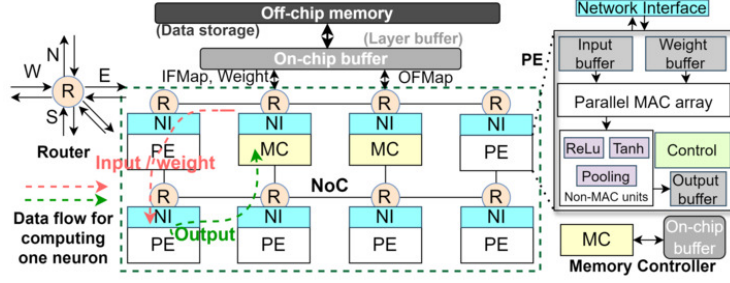 Off-chip memory
(Data storage)
(Layer buffer)
On-chip buffer
IFMap, Weight
OFMap
N
W
E
R
S
Router
R
R
R
R
NI
NI
NI
NI
PE
MC
MC
PE
Input / weight
NoC
R
R
R
R
NI
NI
NI
NI
PE
PE
PE
PE
Output
Data flow for
computing
one neuron
Network Interface
PE
Input
buffer
Weight
buffer
Parallel MAC array
ReLu
Tanh
Pooling
Non-MAC units
Control
Output
buffer
MC
On-chip
buffer
Memory Controller